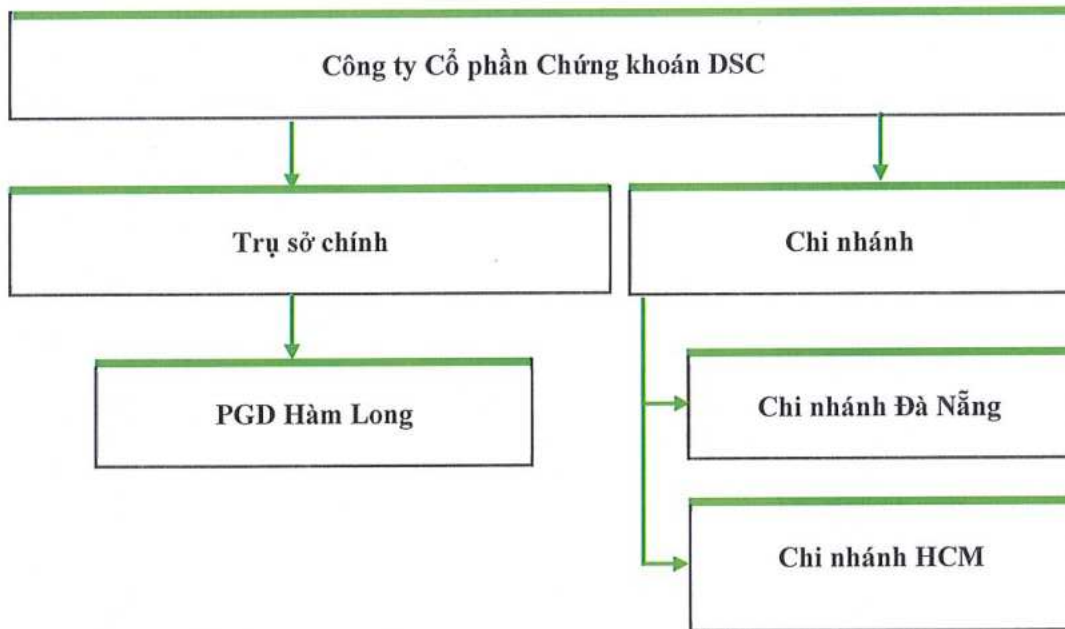 Công ty Cổ phần Chứng khoán DSC
Trụ sở chính
Chi nhánh
PGD Hàm Long
Chi nhánh Đà Nẵng
Chi nhánh HCM